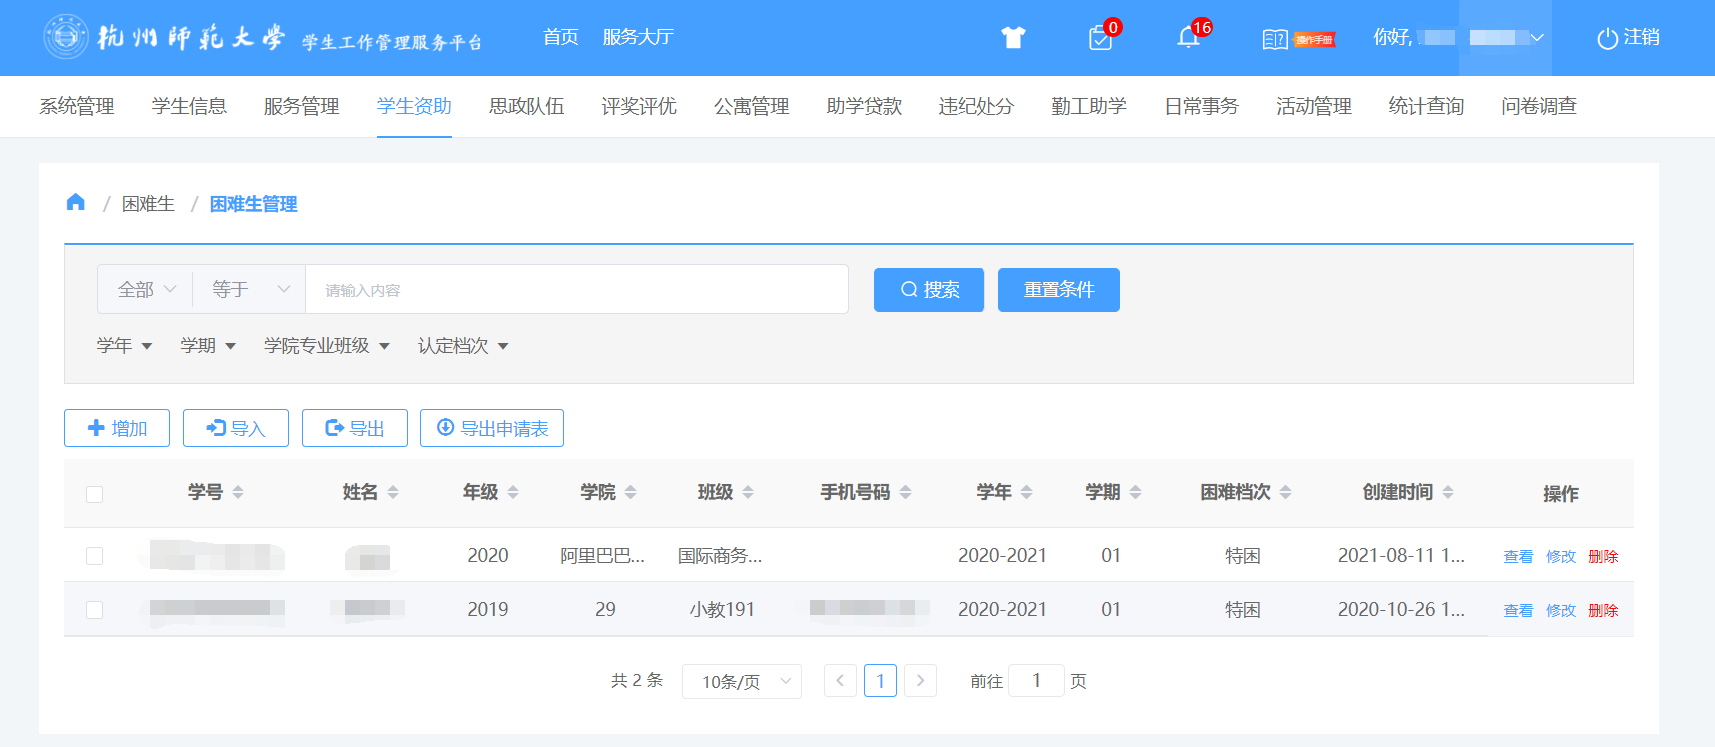 杭州师范大学 学生工作管理服务平台 首页 服务大厅 0 16 操作手册 你好, 注销
系统管理 学生信息 服务管理 学生资助 思政队伍 评奖评优 公寓管理 助学贷款 违纪处分 勤工助学 日常事务 活动管理 统计查询 问卷调查
/ 困难生 / 困难生管理
全部 等于 请输入内容 搜索 重置条件
学年 学期 学院专业班级 认定档次
增加 导入 导出 导出申请表
学号 姓名 年级 学院 班级 手机号码 学年 学期 困难档次 创建时间 操作
2020 阿里巴巴... 国际商务... 2020-2021 01 特困 2021-08-11 1... 查看 修改 删除
2019 29 小教191 2020-2021 01 特困 2020-10-26 1... 查看 修改 删除
共 2 条 10条/页 1 前往 1 页